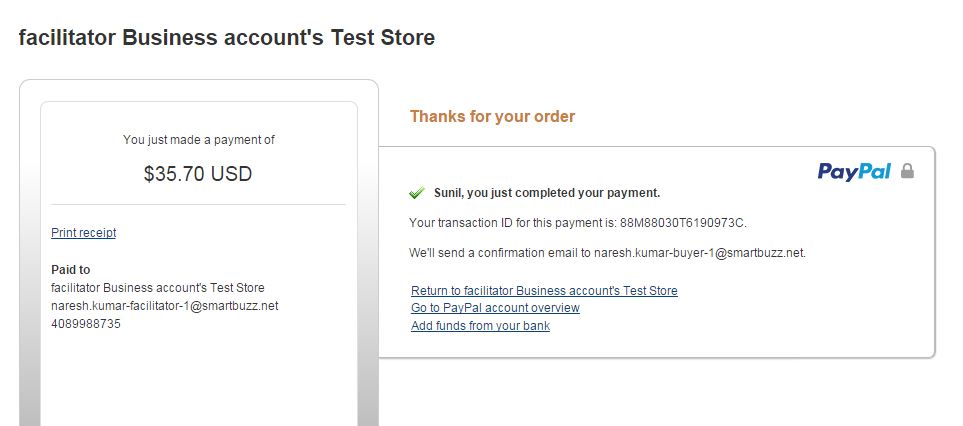 facilitator Business account's Test Store
You just made a payment of
$35.70 USD
Print receipt
Paid to
facilitator Business account's Test Store
naresh.kumar-facilitator-1@smartbuzz.net
4089988735
Thanks for your order
PayPal
Sunil, you just completed your payment.
Your transaction ID for this payment is: 88M88030T6190973C.
We'll send a confirmation email to naresh.kumar-buyer-1@smartbuzz.net.
Return to facilitator Business account's Test Store
Go to PayPal account overview
Add funds from your bank